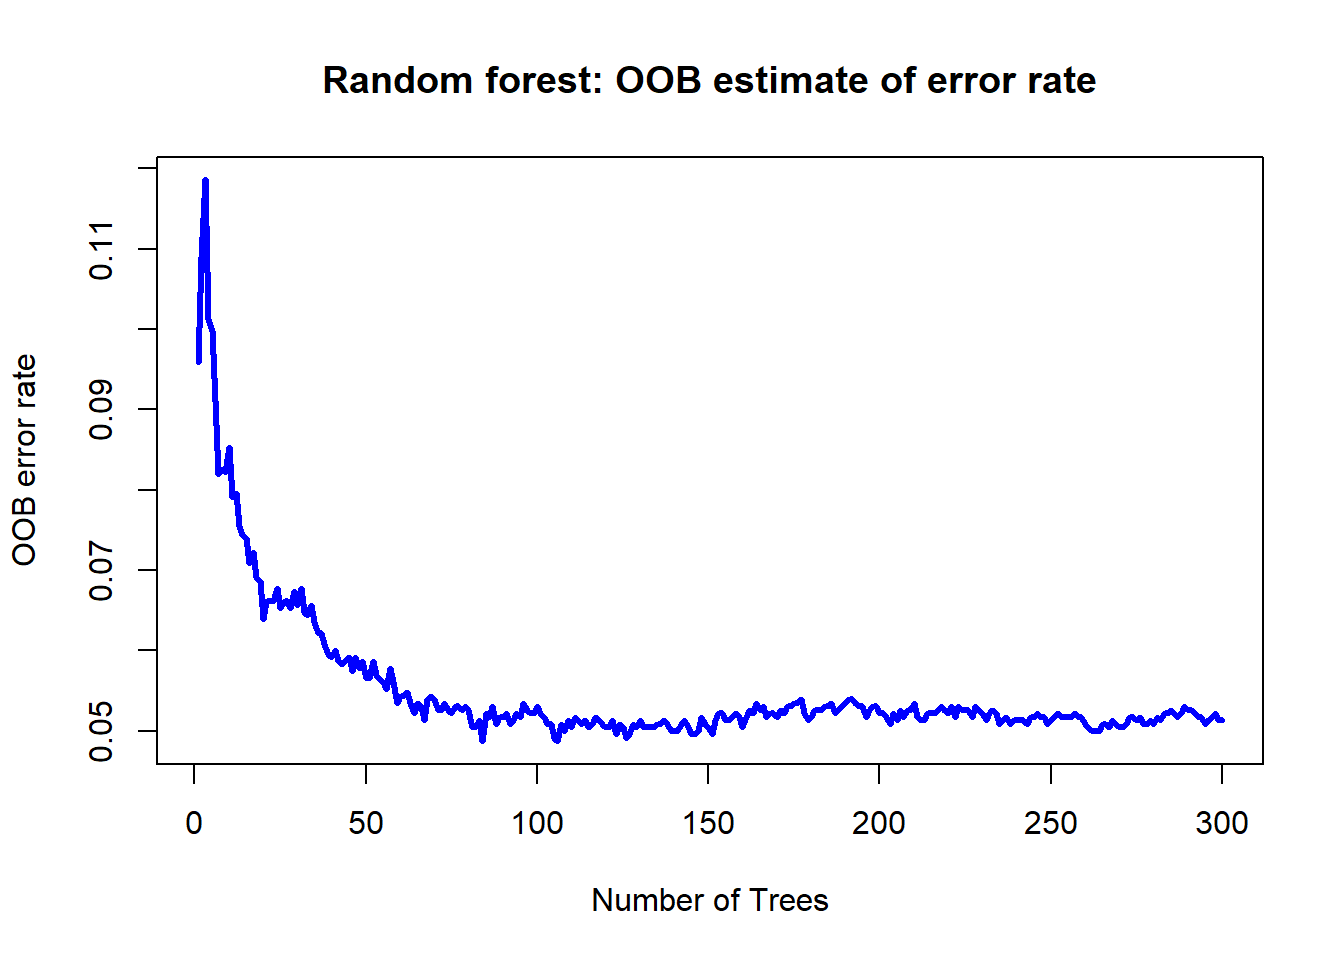 Random forest: OOB estimate of error rate
OOB error rate
0.11
0.09
0.07
0.05
0 50 100 150 200 250 300
Number of Trees